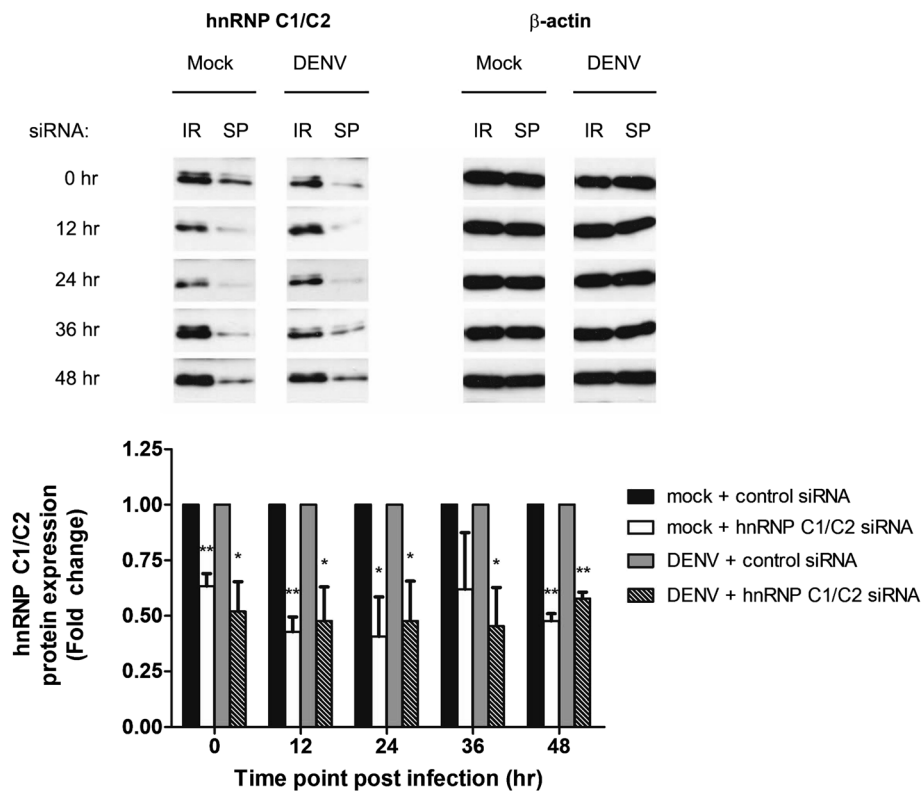 hnRNP C1/C2 β-actin
Mock DENV Mock DENV
siRNA: IR SP IR SP IR SP IR SP
0 hr
12 hr
24 hr
36 hr
48 hr
hnRNP C1/C2
protein expression
(Fold change)
1.25
1.00
0.75
0.50
0.25
0.00
** * ** * * * * ** **
0 12 24 36 48
Time point post infection (hr)
mock + control siRNA
mock + hnRNP C1/C2 siRNA
DENV + control siRNA
DENV + hnRNP C1/C2 siRNA